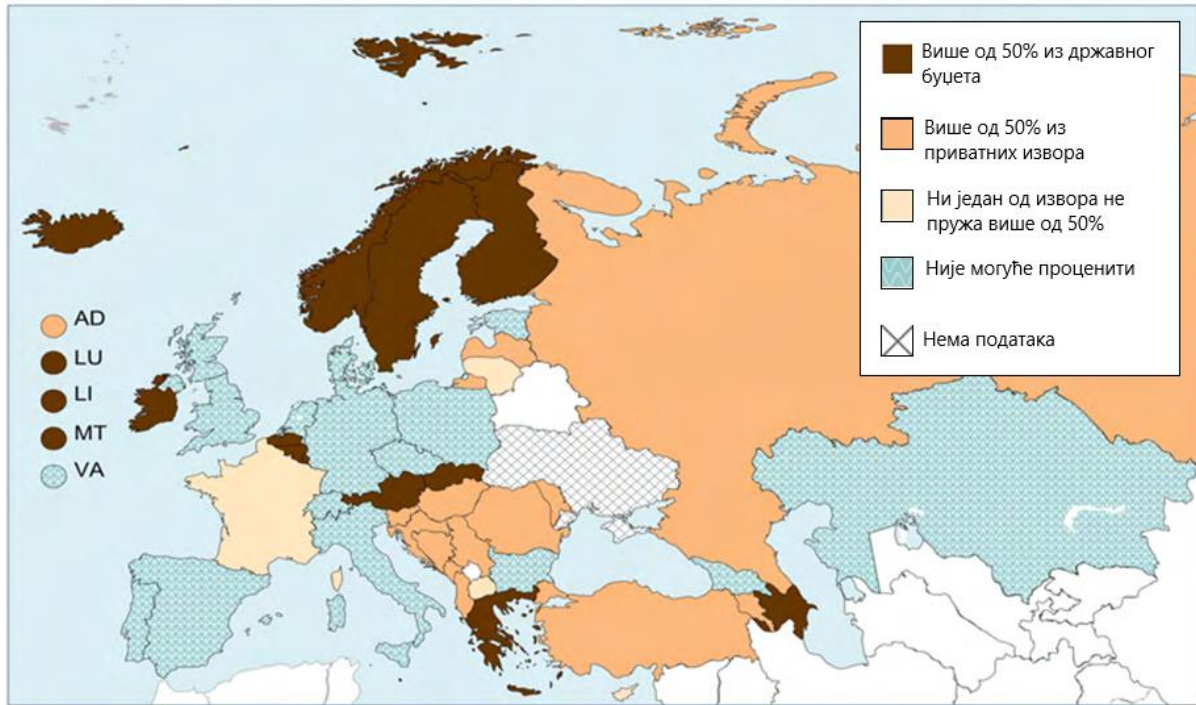 Више од 50% из државног
буџета
Више од 50% из
приватних извора
Ни један од извора не
пружа више од 50%
Није могуће проценити
Нема података
AD
LU
LI
MT
VA